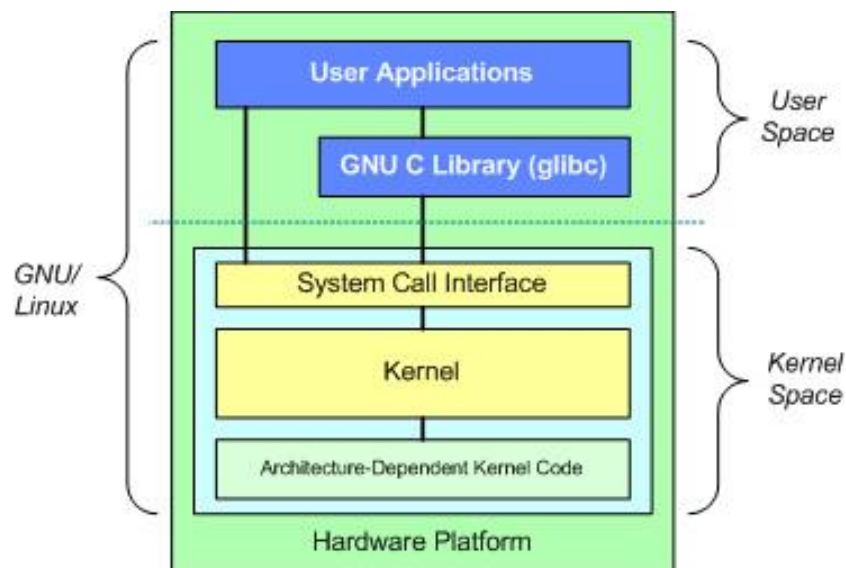 User Applications
GNU C Library (glibc)
User
Space
GNU/
Linux
System Call Interface
Kernel
Architecture-Dependent Kernel Code
Kernel
Space
Hardware Platform